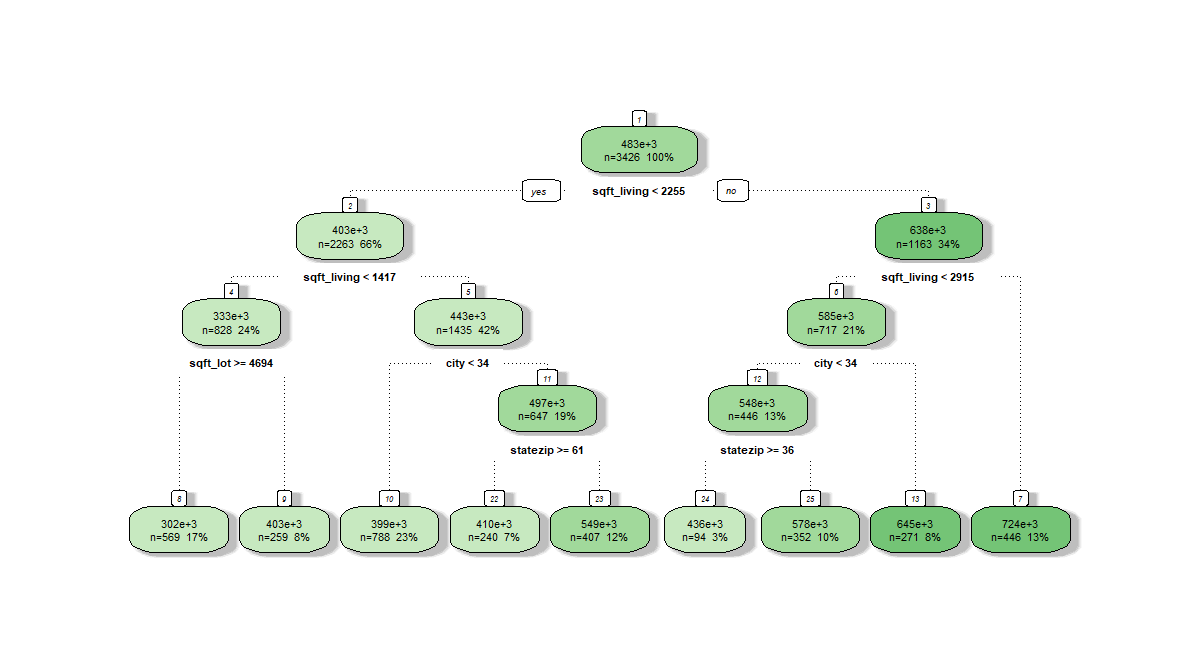 1
483e+3
n=3426 100%
yes
sqft_living < 2255
no
2
403e+3
n=2263 66%
3
638e+3
n=1163 34%
sqft_living < 1417
sqft_living < 2915
4
333e+3
n=828 24%
5
443e+3
n=1435 42%
6
585e+3
n=717 21%
sqft_lot >= 4694
city < 34
city < 34
11
497e+3
n=647 19%
12
548e+3
n=446 13%
statezip >= 61
statezip >= 36
8
302e+3
n=569 17%
9
403e+3
n=259 8%
10
399e+3
n=788 23%
22
410e+3
n=240 7%
23
549e+3
n=407 12%
24
436e+3
n=94 3%
25
578e+3
n=352 10%
13
645e+3
n=271 8%
7
724e+3
n=446 13%